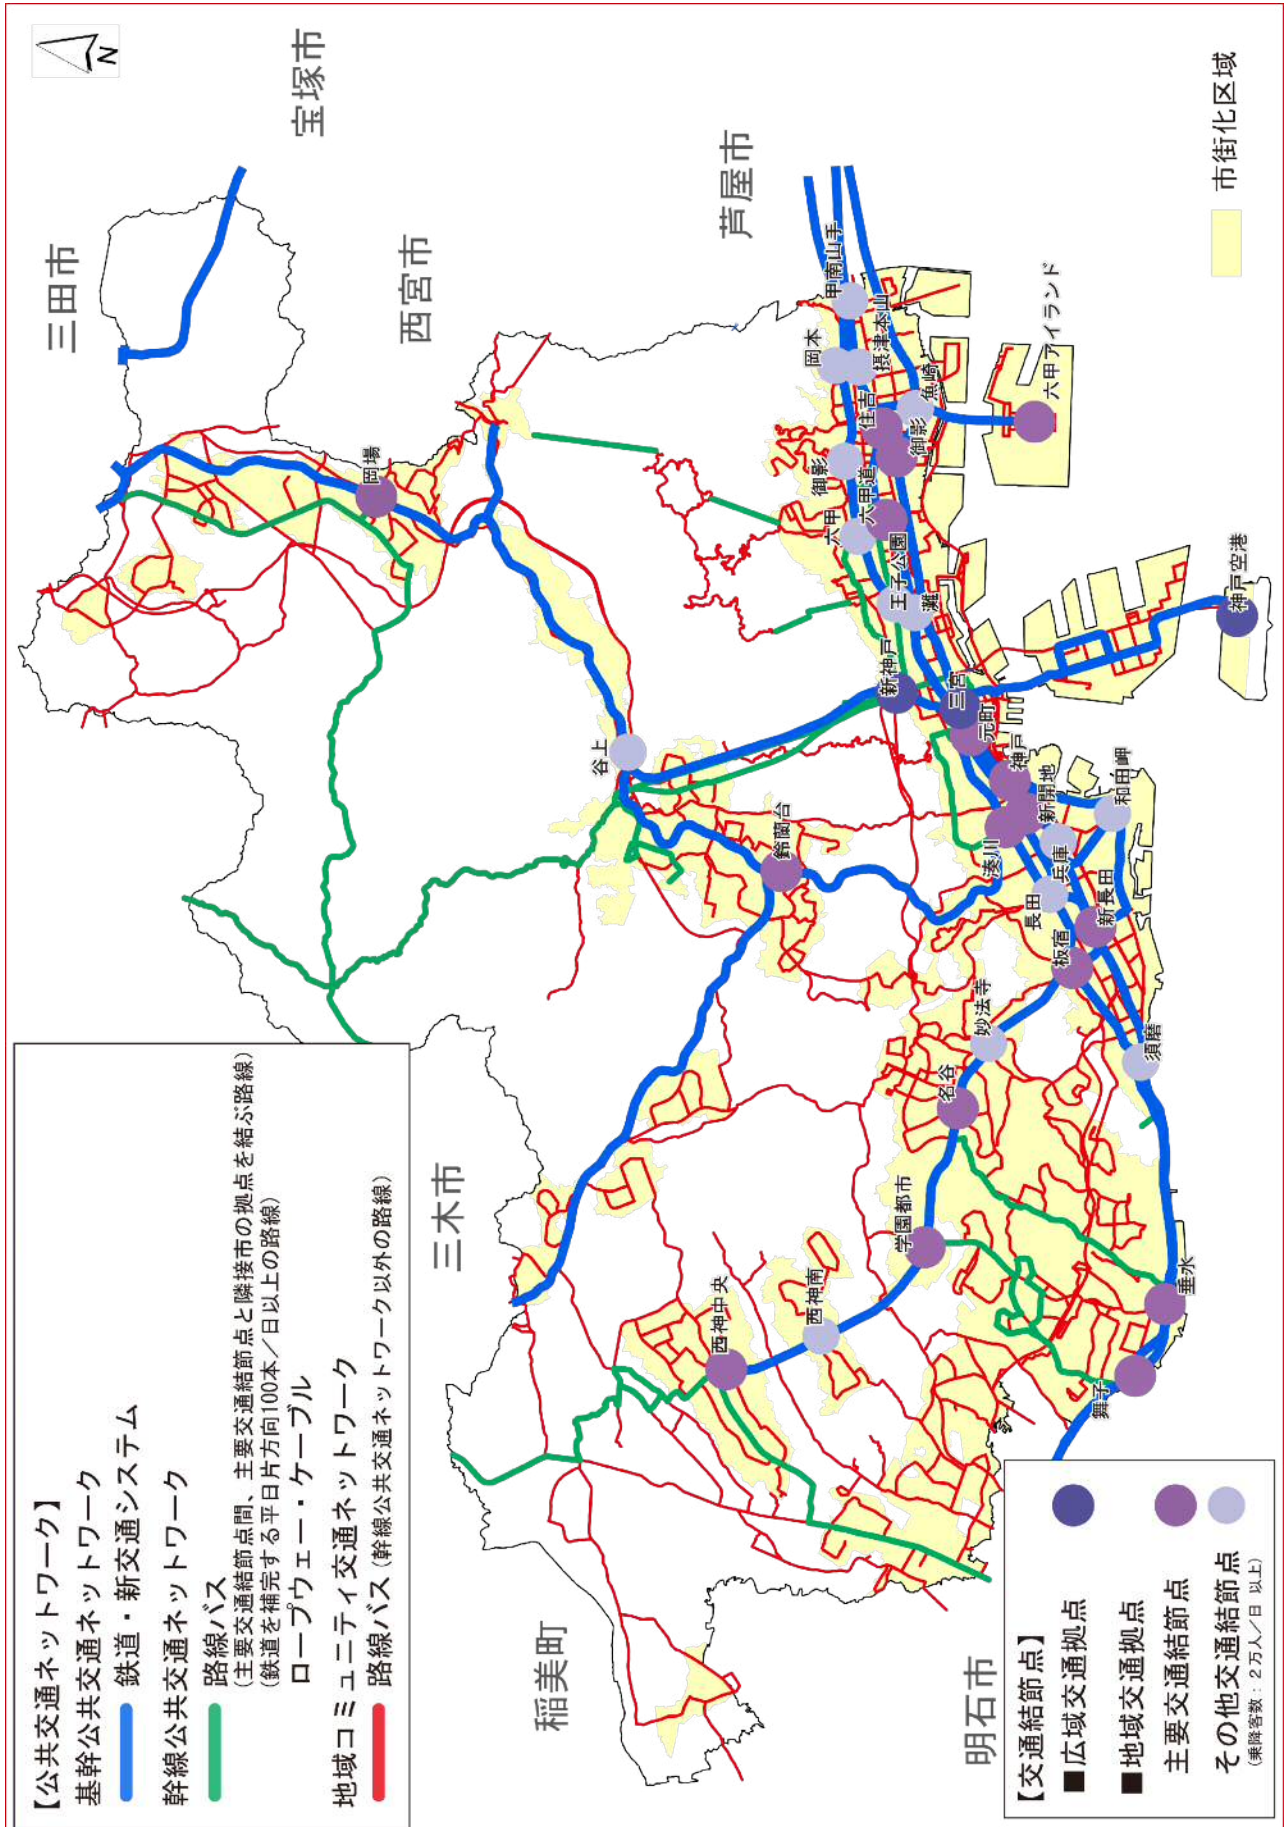 【公共交通ネットワーク】
基幹公共交通ネットワーク
鉄道・新交通システム
幹線公共交通ネットワーク
路線バス
(主要交通結節点間、主要交通結節点と隣接市の拠点を結ぶ路線)
(鉄道を補完する平日片方向100本／日以上の路線)
ロープウェー・ケーブル
地域コミュニティ交通ネットワーク
路線バス(幹線公共交通ネットワーク以外の路線)
三田市
宝塚市
西宮市
芦屋市
三木市
稲美町
明石市
N
岡場
谷上
鈴蘭台
西神中央
西神南
学園都市
名谷
妙法寺
板宿
新長田
長田
兵庫
和田岬
湊川
新開地
神戸
元町
三宮
新神戸
王子公園
灘
六甲
六甲道
御影
御影
住吉
魚崎
岡本
摂津本山
甲南山手
六甲アイランド
神戸空港
須磨
垂水
舞子
【交通結節点】
■広域交通拠点
■地域交通拠点
主要交通結節点
その他交通結節点
(乗降客数：2万人／日 以上)
市街化区域